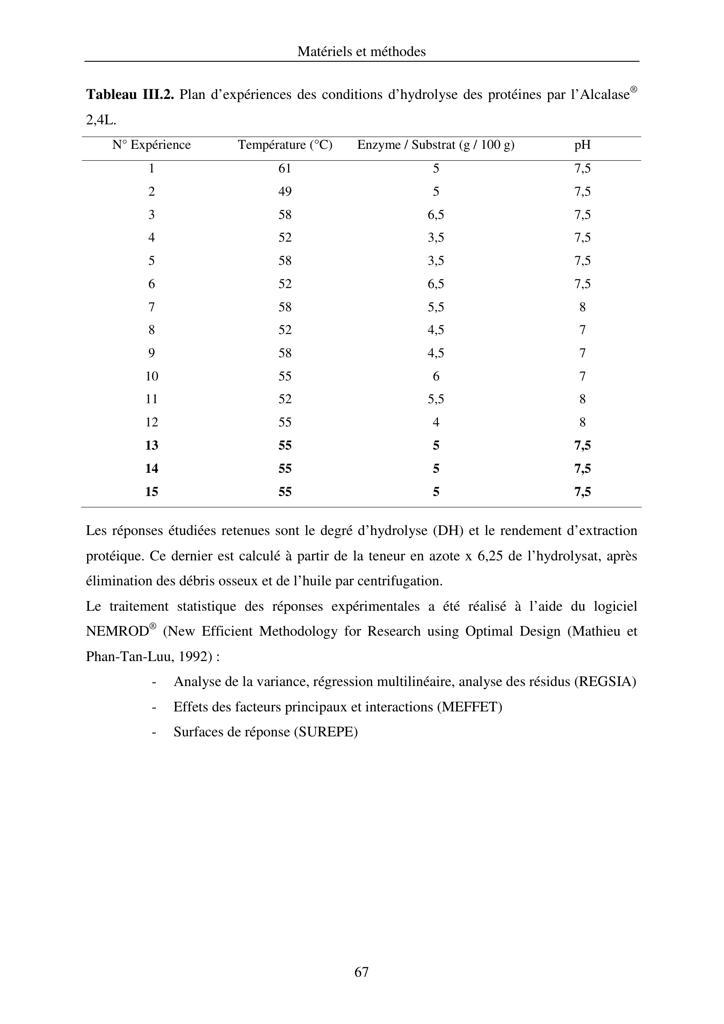 Matériels et méthodes
Tableau III.2. Plan d’expériences des conditions d’hydrolyse des protéines par l’Alcalase®
2,4L.
N° Expérience Température (°C) Enzyme / Substrat (g / 100 g) pH
1 61 5 7,5
2 49 5 7,5
3 58 6,5 7,5
4 52 3,5 7,5
5 58 3,5 7,5
6 52 6,5 7,5
7 58 5,5 8
8 52 4,5 7
9 58 4,5 7
10 55 6 7
11 52 5,5 8
12 55 4 8
13 55 5 7,5
14 55 5 7,5
15 55 5 7,5
Les réponses étudiées retenues sont le degré d’hydrolyse (DH) et le rendement d’extraction
protéique. Ce dernier est calculé à partir de la teneur en azote x 6,25 de l’hydrolysat, après
élimination des débris osseux et de l’huile par centrifugation.
Le traitement statistique des réponses expérimentales a été réalisé à l’aide du logiciel
NEMROD® (New Efficient Methodology for Research using Optimal Design (Mathieu et
Phan-Tan-Luu, 1992) :
- Analyse de la variance, régression multilinéaire, analyse des résidus (REGSIA)
- Effets des facteurs principaux et interactions (MEFFET)
- Surfaces de réponse (SUREPE)
67